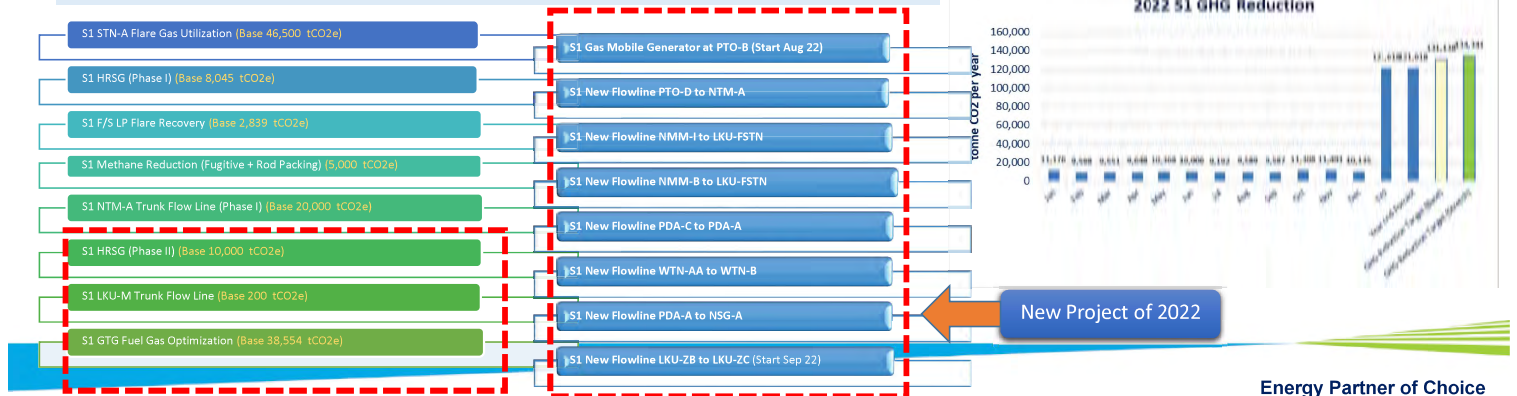 S1 STN-A Flare Gas Utilization (Base 46,500 tCO2e)
S1 HRSG (Phase I) (Base 8,045 tCO2e)
S1 F/S LP Flare Recovery (Base 2,839 tCO2e)
S1 Methane Reduction (Fugitive + Rod Packing) (5,000 tCO2e)
S1 NTM-A Trunk Flow Line (Phase I) (Base 20,000 tCO2e)
S1 HRSG (Phase II) (Base 10,000 tCO2e)
S1 LKU-M Trunk Flow Line (Base 200 tCO2e)
S1 GTG Fuel Gas Optimization (Base 38,554 tCO2e)
S1 Gas Mobile Generator at PTO-B (Start Aug 22)
S1 New Flowline PTO-D to NTM-A
S1 New Flowline NMM-I to LKU-FSTN
S1 New Flowline NMM-B to LKU-FSTN
S1 New Flowline PDA-C to PDA-A
S1 New Flowline WTN-AA to WTN-B
S1 New Flowline PDA-A to NSG-A
S1 New Flowline LKU-ZB to LKU-ZC (Start Sep 22)
2022 S1 GHG Reduction
tonne CO2 per year
160,000
140,000
120,000
100,000
80,000
60,000
40,000
20,000
0
New Project of 2022
Energy Partner of Choice